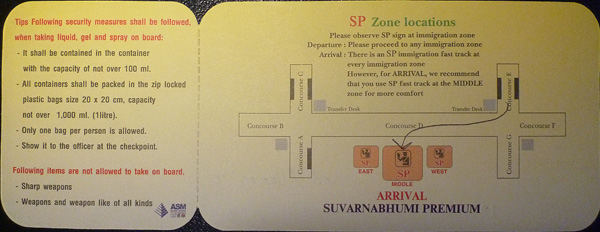 Tips Following security measures shall be followed,
when taking liquid, gel and spray on board:
- It shall be contained in the container
with the capacity of not over 100 ml.
- All containers shall be packed in the zip locked
plastic bags size 20 x 20 cm, capacity
not over 1,000 ml. (1litre).
- Only one bag per person is allowed.
- Show it to the officer at the checkpoint.
Following items are not allowed to take on board.
- Sharp weapons
- Weapons and weapon like of all kinds
ASM
SP Zone locations
Please observe SP sign at immigration zone
Departure : Please proceed to any immigration zone
Arrival : There is an SP immigration fast track at
every immigration zone
However, for ARRIVAL, we recommend
that you use SP fast track at the MIDDLE
zone for more comfort
Concourse C
Concourse E
Transfer Desk
Transfer Desk
Concourse B
Concourse D
Concourse F
Concourse A
Concourse G
SP
EAST
SP
MIDDLE
SP
WEST
ARRIVAL
SUVARNABHUMI PREMIUM